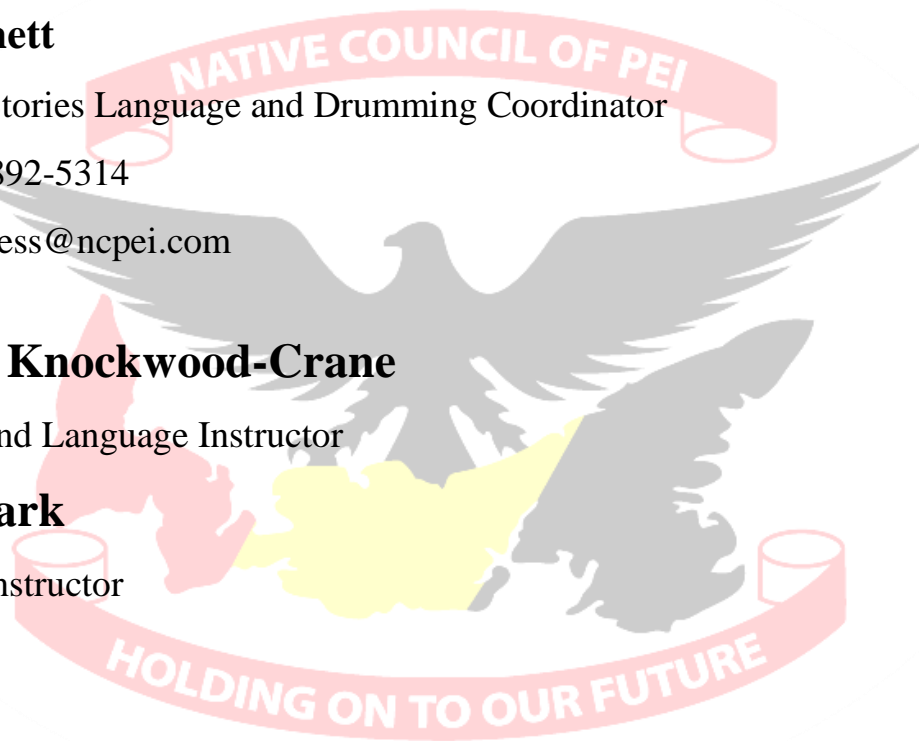 NATIVE COUNCIL OF PEI
nett
tories Language and Drumming Coordinator
892-5314
ess@ncpei.com
Knockwood-Crane
nd Language Instructor
ark
nstructor
HOLDING ON TO OUR FUTURE